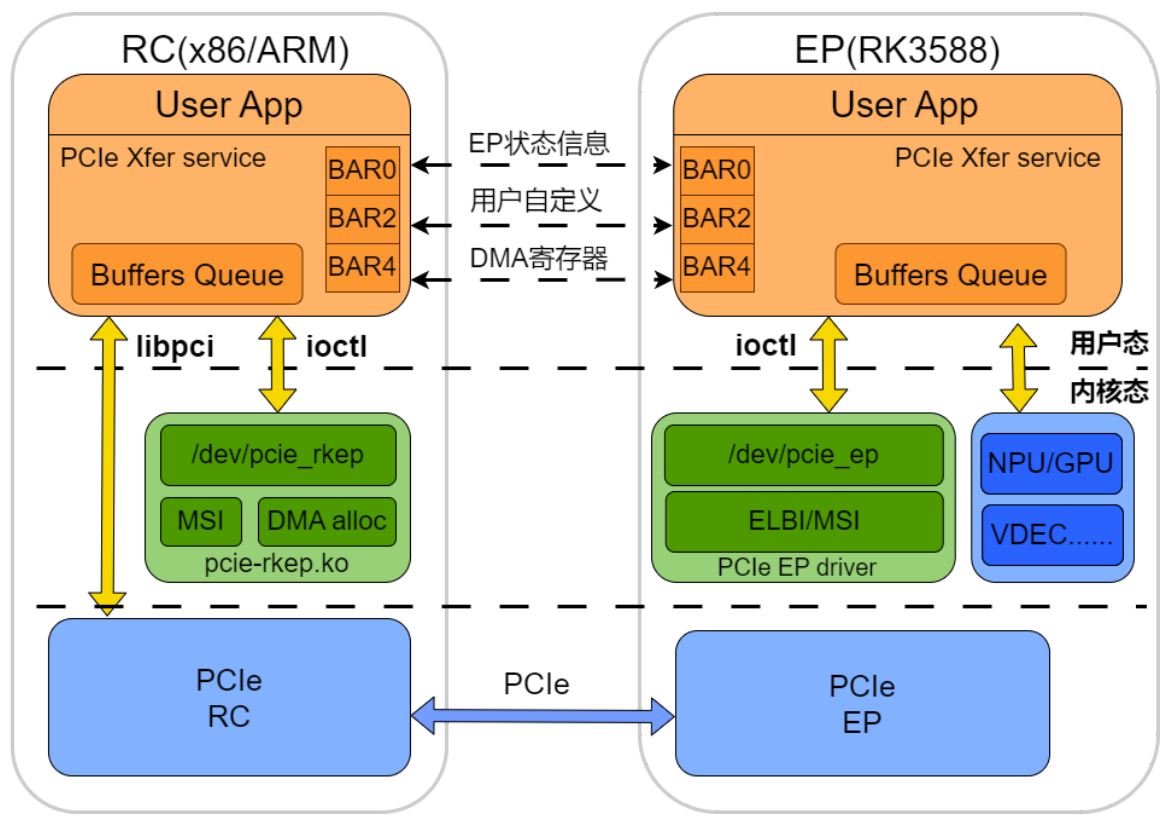 RC(x86/ARM)
EP(RK3588)
User App
PCIe Xfer service
BAR0
BAR2
BAR4
Buffers Queue
EP状态信息
用户自定义
DMA寄存器
User App
PCIe Xfer service
BAR0
BAR2
BAR4
Buffers Queue
libpci
ioctl
ioctl
用户态
内核态
/dev/pcie_rkep
MSI
DMA alloc
pcie-rkep.ko
/dev/pcie_ep
ELBI/MSI
PCIe EP driver
NPU/GPU
VDEC......
PCIe
RC
PCIe
PCIe
EP